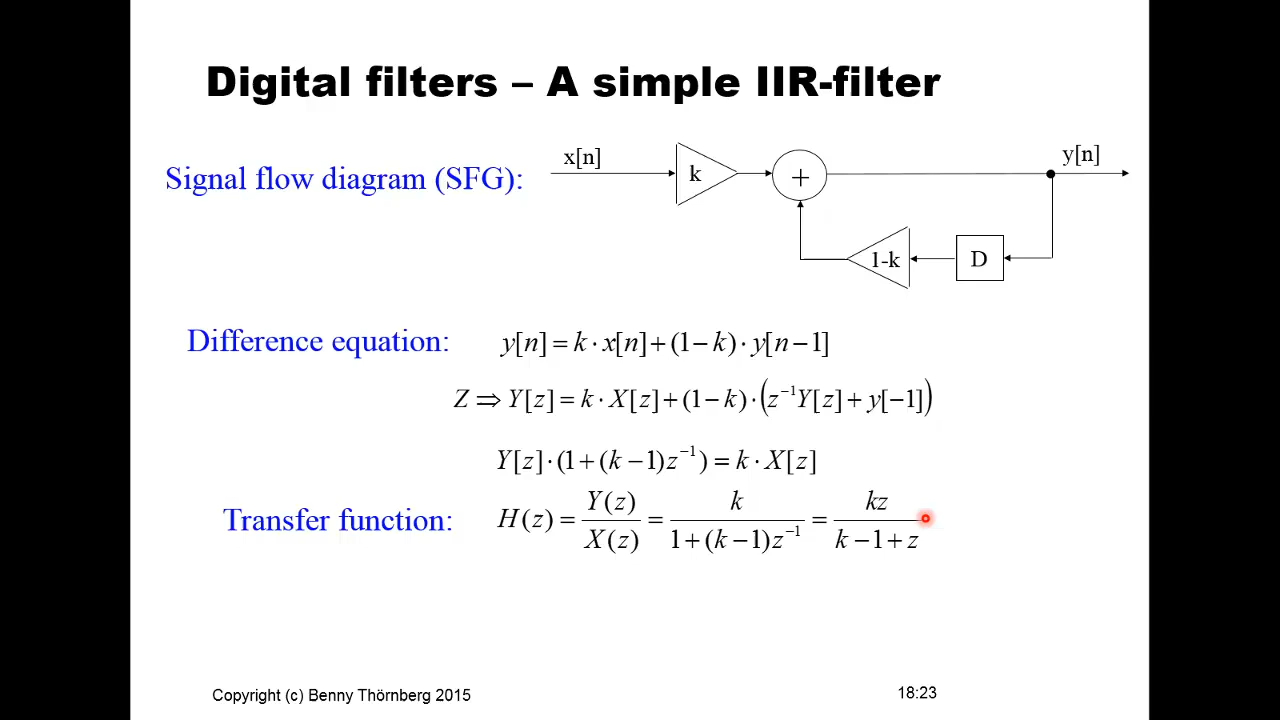 Digital filters – A simple IIR-filter
x[n]
y[n]
Signal flow diagram (SFG):
k
+
1-k
D
Difference equation: y[n] = k · x[n] + (1 − k) · y[n − 1]
Z ⇒ Y[z] = k · X[z] + (1 − k) · (z⁻¹Y[z] + y[−1])
Y[z] · (1 + (k − 1)z⁻¹) = k · X[z]
Transfer function: H(z) = Y(z)/X(z) = k/(1 + (k − 1)z⁻¹) = kz/(k − 1 + z)
Copyright (c) Benny Thörnberg 2015
18:23